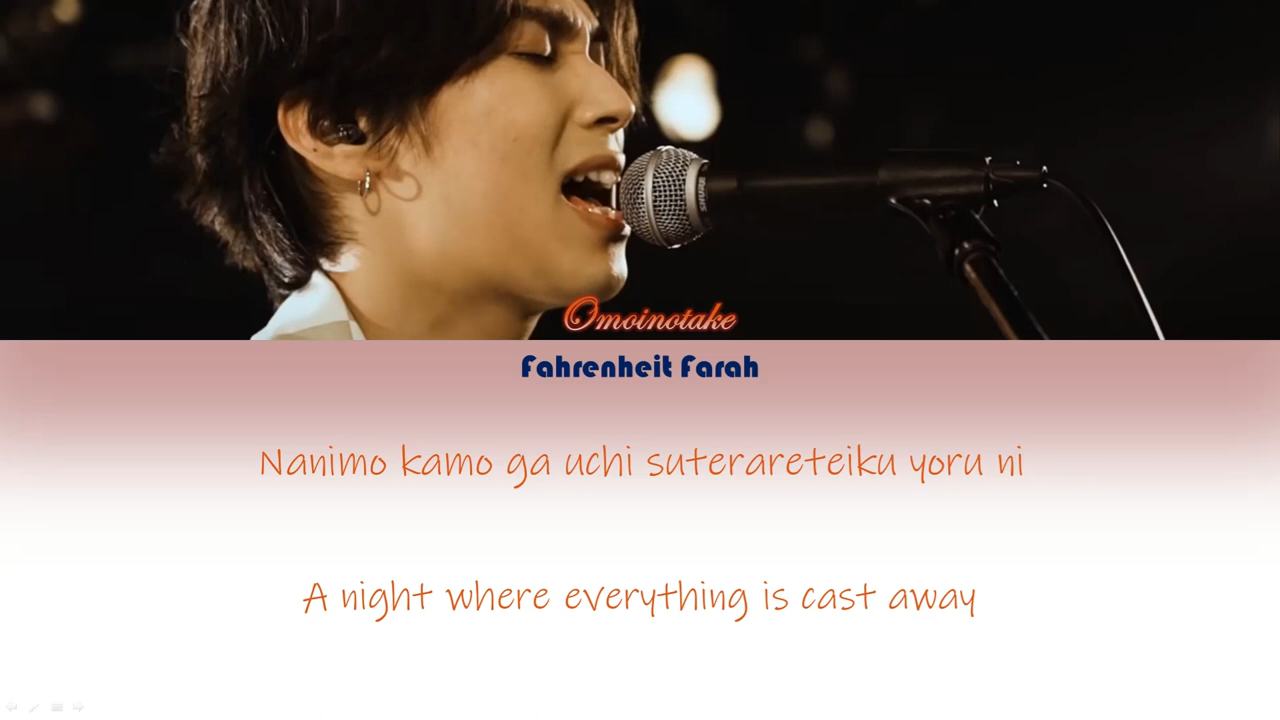 Omoinotake
Fahrenheit Farah
Nanimo kamo ga uchi suterareteiku yoru ni
A night where everything is cast away